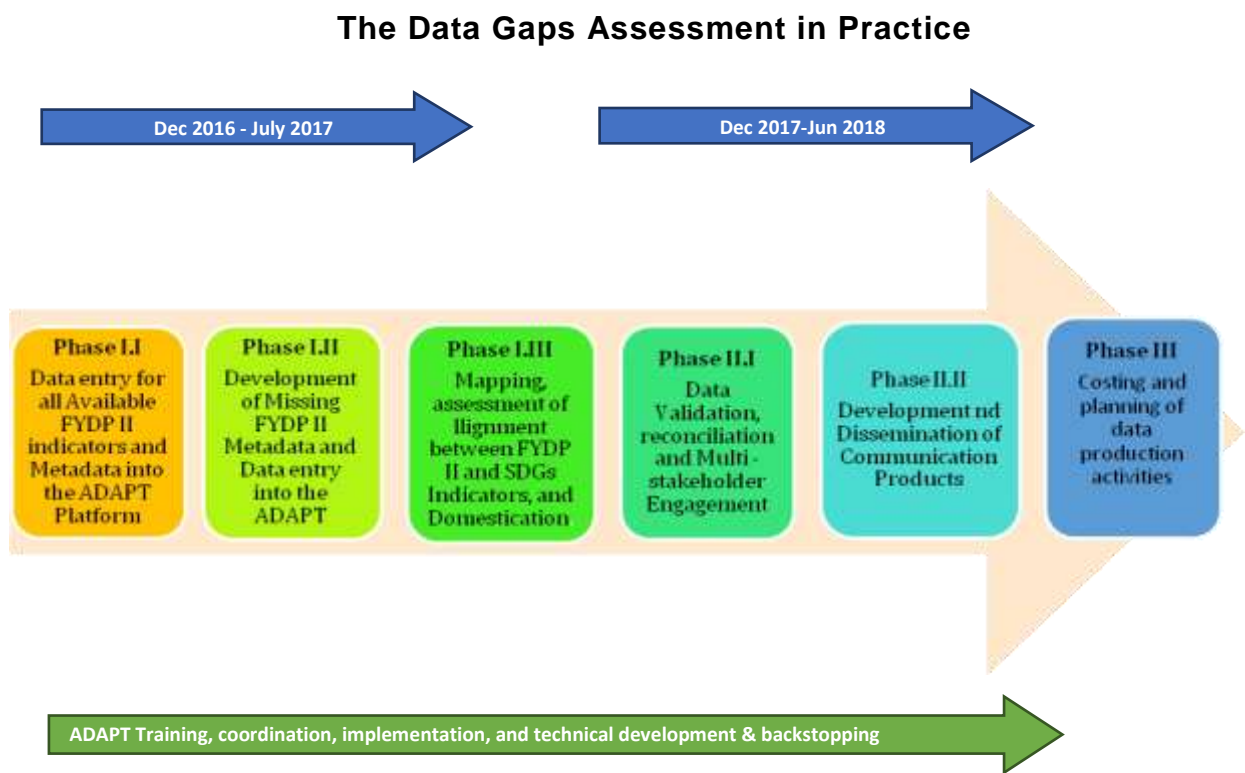 The Data Gaps Assessment in Practice
Dec 2016 - July 2017
Dec 2017-Jun 2018
Phase I.I
Data entry for
all Available
FYDP II
indicators and
Metadata into
the ADAPT
Platform
Phase I.II
Development
of Missing
FYDP II
Metadata and
Data entry
into the
ADAPT
Phase I.III
Mapping,
assessment of
llignment
between FYDP
II and SDGs
Indicators, and
Domestication
Phase II.I
Data
Validation,
reconciliation
and Multi -
stakeholder
Engagement
Phase II.II
Development nd
Dissemination of
Communication
Products
Phase III
Costing and
planning of
data
production
activities
ADAPT Training, coordination, implementation, and technical development & backstopping